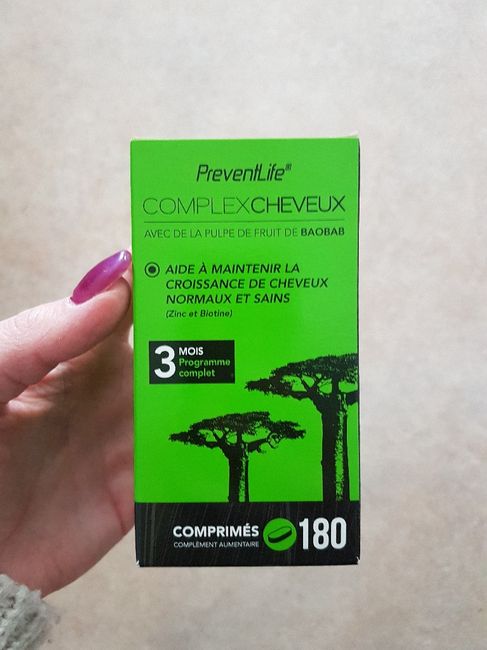 PreventLife®
COMPLEXCHEVEUX
AVEC DE LA PULPE DE FRUIT DE BAOBAB
AIDE À MAINTENIR LA
CROISSANCE DE CHEVEUX
NORMAUX ET SAINS
(Zinc et Biotine)
3 MOIS
Programme
complet
COMPRIMÉS
COMPLÉMENT ALIMENTAIRE
180